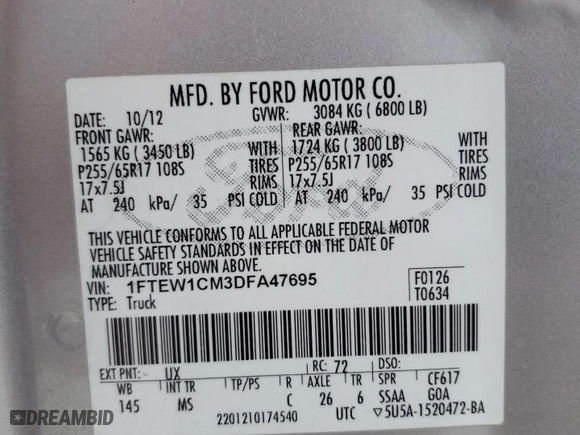 MFD. BY FORD MOTOR CO.
DATE: 10/12 GVWR: 3084 KG ( 6800 LB)
FRONT GAWR: REAR GAWR:
1565 KG ( 3450 LB) WITH 1724 KG ( 3800 LB) WITH
P255/65R17 108S TIRES P255/65R17 108S TIRES
17x7.5J RIMS 17x7.5J RIMS
AT 240 kPa/ 35 PSI COLD AT 240 kPa/ 35 PSI COLD
THIS VEHICLE CONFORMS TO ALL APPLICABLE FEDERAL MOTOR
VEHICLE SAFETY STANDARDS IN EFFECT ON THE DATE OF
MANUFACTURE SHOWN ABOVE.
VIN: 1FTEW1CM3DFA47695 F0126
TYPE: Truck T0634
EXT PNT: UX RC: 72 DSO:
WB INT TR TP/PS R AXLE TR SPR CF617
145 MS C 26 6 SSAA GOA
2201210174540 UTC ▽5U5A-1520472-BA
Ford
DREAMBID